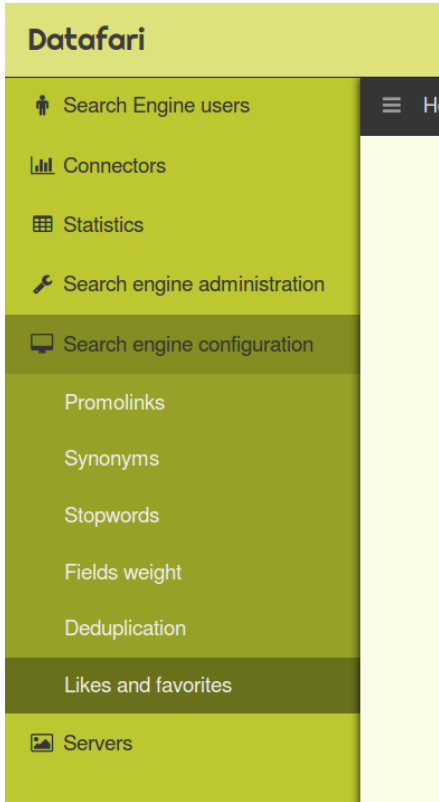 Datafari
Search Engine users
Connectors
Statistics
Search engine administration
Search engine configuration
Promolinks
Synonyms
Stopwords
Fields weight
Deduplication
Likes and favorites
Servers